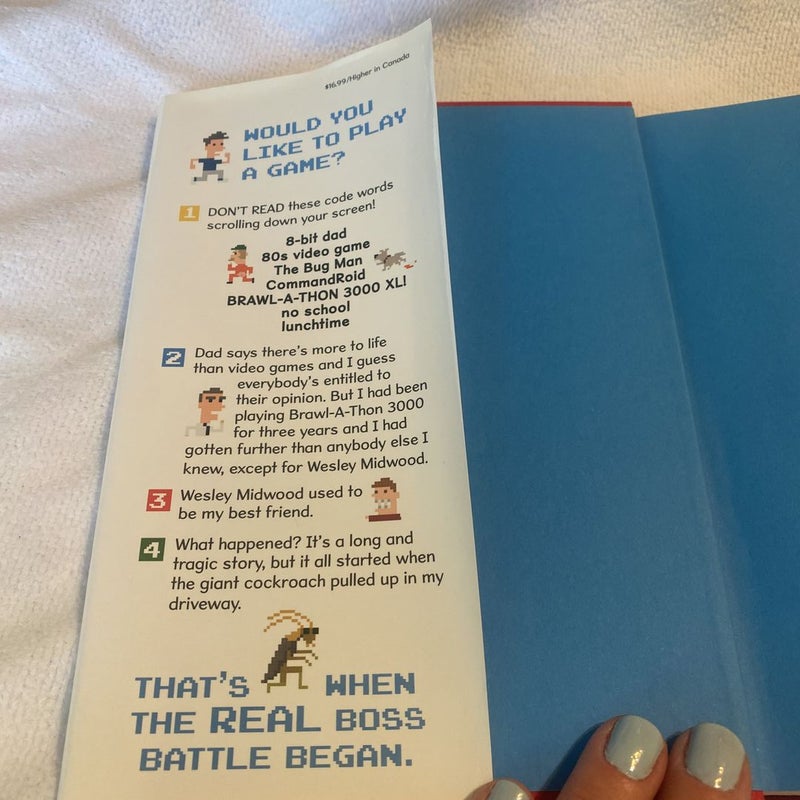 $16.99/Higher in Canada
WOULD YOU
LIKE TO PLAY
A GAME?
1 DON'T READ these code words
scrolling down your screen!
8-bit dad
80s video game
The Bug Man
CommandRoid
BRAWL-A-THON 3000 XL!
no school
lunchtime
2 Dad says there's more to life
than video games and I guess
everybody's entitled to
their opinion. But I had been
playing Brawl-A-Thon 3000
for three years and I had
gotten further than anybody else I
knew, except for Wesley Midwood.
3 Wesley Midwood used to
be my best friend.
4 What happened? It's a long and
tragic story, but it all started when
the giant cockroach pulled up in my
driveway.
THAT'S WHEN
THE REAL BOSS
BATTLE BEGAN.